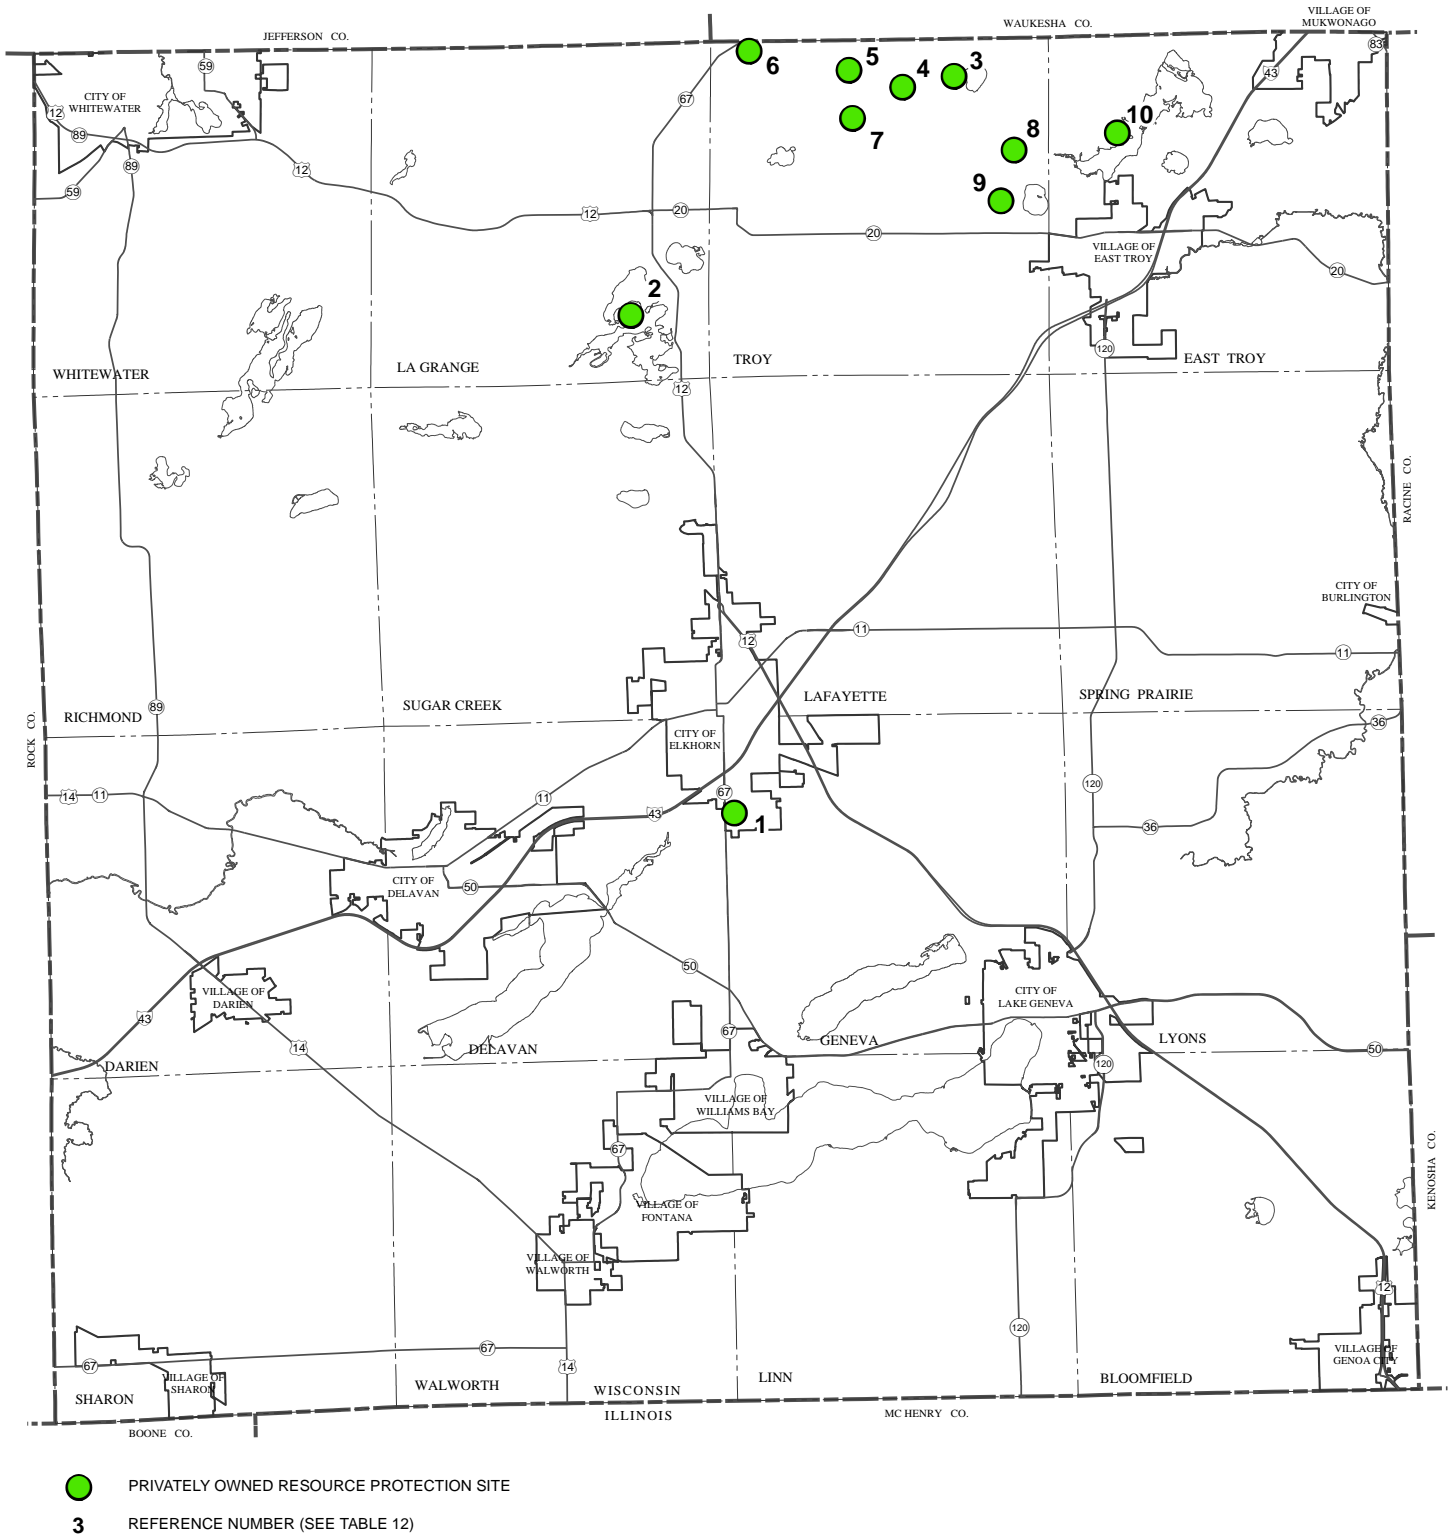 VILLAGE OF
MUKWONAGO
JEFFERSON CO.
WAUKESHA CO.
83
43
59
6
5
4
3
67
CITY OF
WHITEWATER
12
89
7
8
10
89
12
59
9
12
20
20
VILLAGE OF
EAST TROY
20
2
120
WHITEWATER
LA GRANGE
TROY
EAST TROY
12
RACINE CO.
CITY OF
BURLINGTON
11
12
11
RICHMOND
89
SUGAR CREEK
LAFAYETTE
SPRING PRAIRIE
36
ROCK CO.
CITY OF
ELKHORN
14
11
11
67
43
120
1
36
CITY OF
DELAVAN
50
50
VILLAGE OF
DARIEN
CITY OF
LAKE GENEVA
43
14
67
DELAVAN
GENEVA
LYONS
50
DARIEN
120
VILLAGE OF
WILLIAMS BAY
67
KENOSHA CO.
VILLAGE OF
FONTANA
VILLAGE OF
WALWORTH
12
120
67
67
14
VILLAGE OF
GENOA CITY
VILLAGE OF
SHARON
SHARON
WALWORTH
WISCONSIN
ILLINOIS
LINN
BLOOMFIELD
MC HENRY CO.
BOONE CO.
PRIVATELY OWNED RESOURCE PROTECTION SITE
3 REFERENCE NUMBER (SEE TABLE 12)